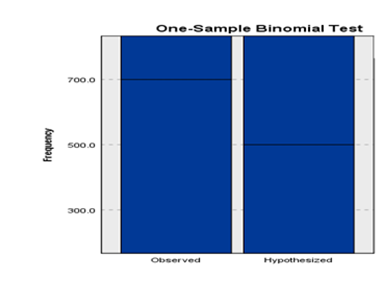 One-Sample Binomial Test
Frequency
700.0
500.0
300.0
Observed Hypothesized